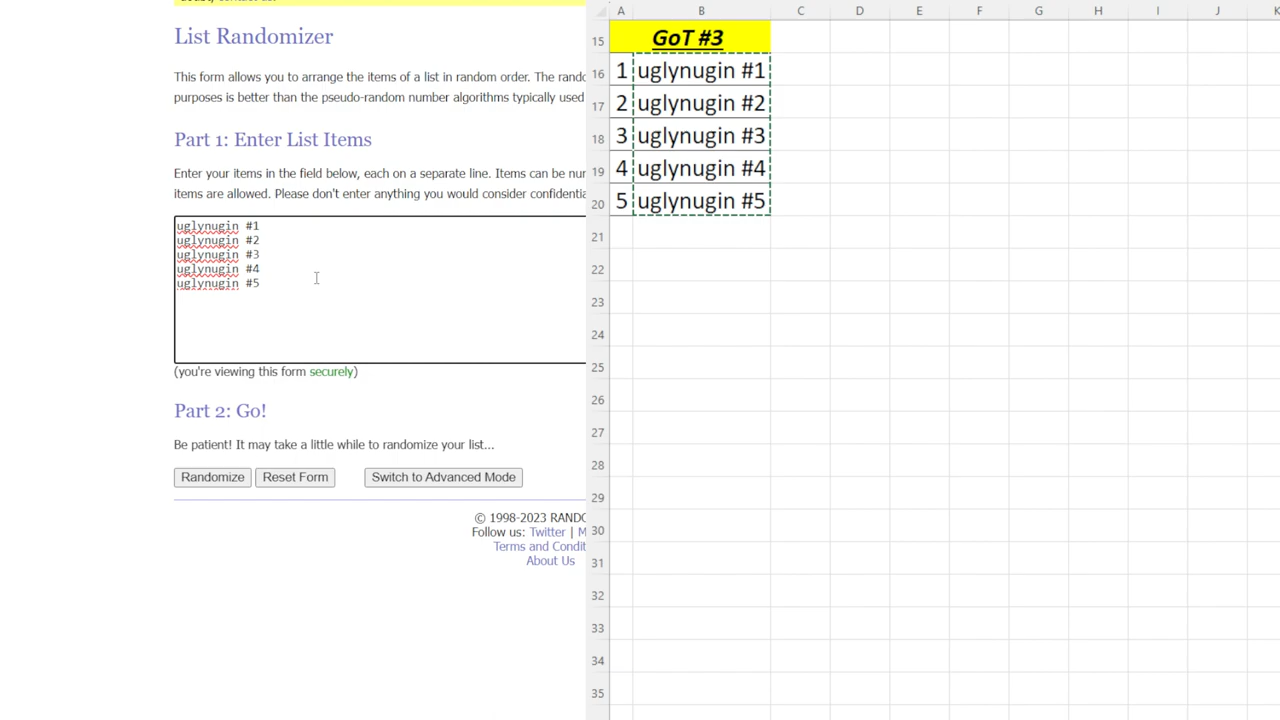 List Randomizer
This form allows you to arrange the items of a list in random order. The rando
purposes is better than the pseudo-random number algorithms typically used
Part 1: Enter List Items
Enter your items in the field below, each on a separate line. Items can be nu
items are allowed. Please don't enter anything you would consider confidentia
uglynugin #1
uglynugin #2
uglynugin #3
uglynugin #4
uglynugin #5
(you're viewing this form securely)
Part 2: Go!
Be patient! It may take a little while to randomize your list...
Randomize Reset Form Switch to Advanced Mode
© 1998-2023 RANDO
Follow us: Twitter | M
Terms and Condit
About Us
A B C D E F G H I J K
15 GoT #3
16 1 uglynugin #1
17 2 uglynugin #2
18 3 uglynugin #3
19 4 uglynugin #4
20 5 uglynugin #5
21
22
23
24
25
26
27
28
29
30
31
32
33
34
35